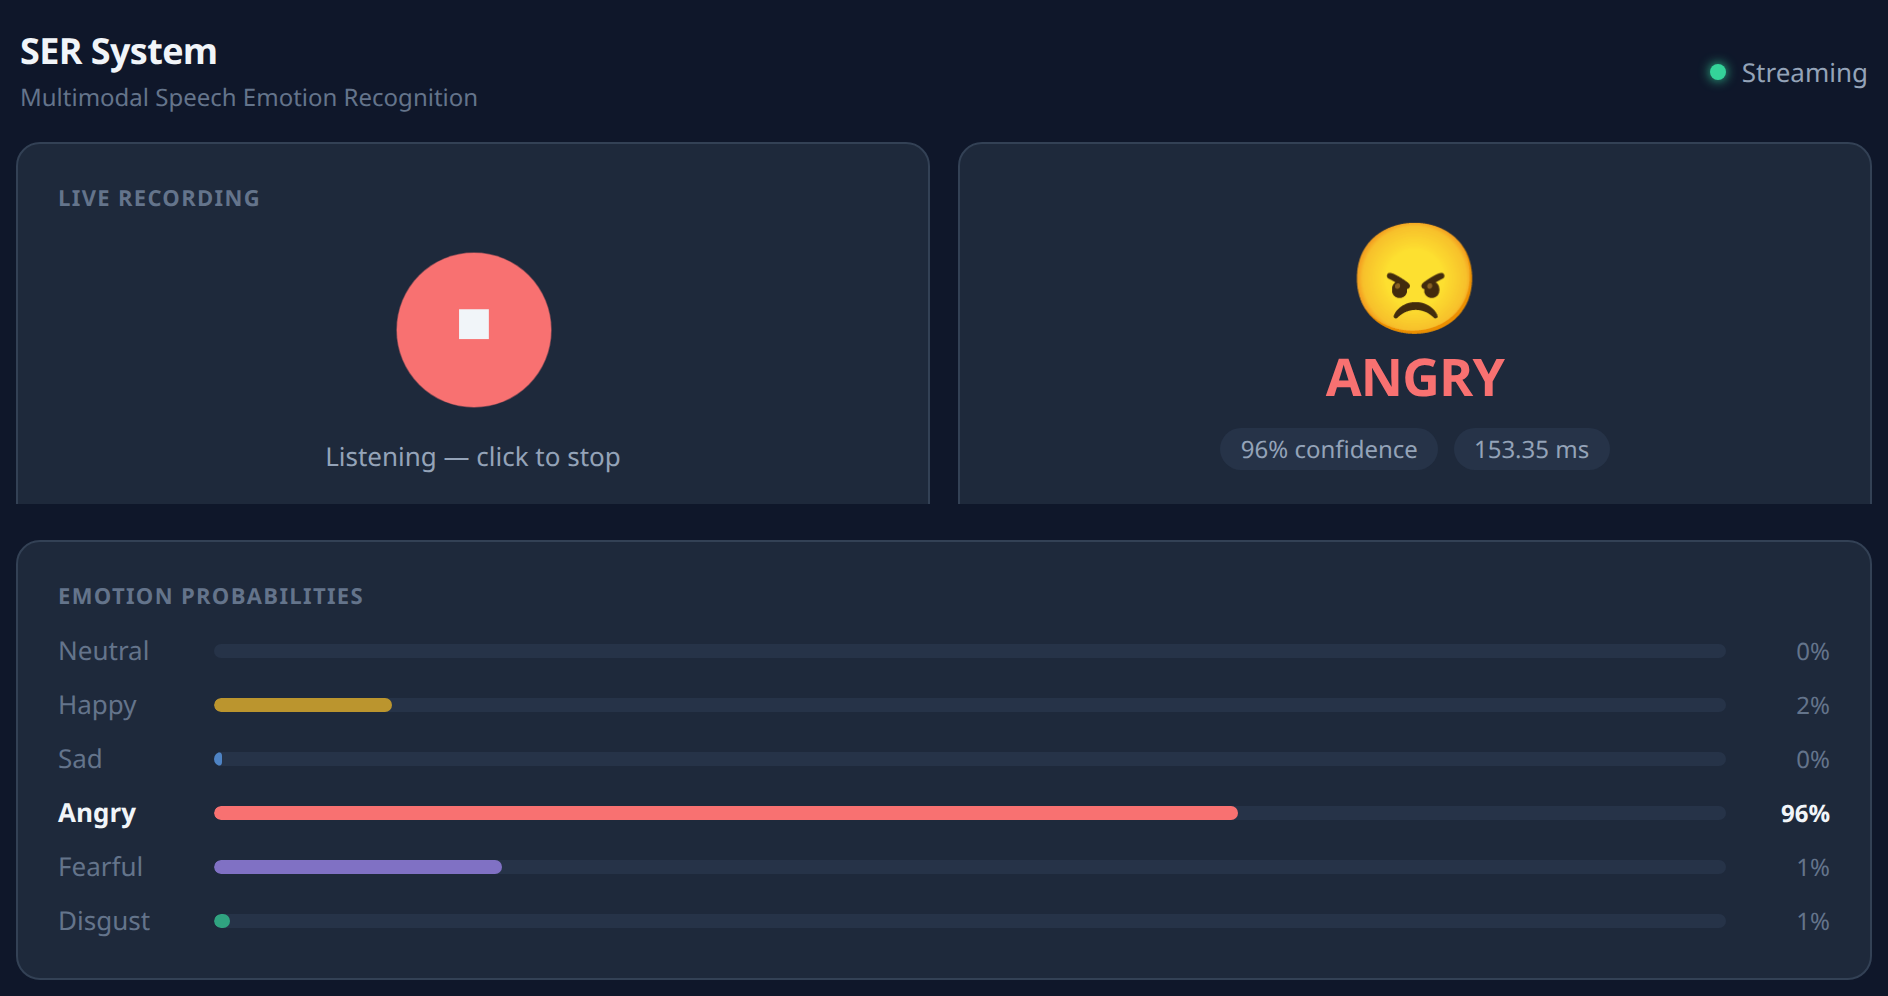 SER System
Multimodal Speech Emotion Recognition
Streaming
LIVE RECORDING
Listening — click to stop
ANGRY
96% confidence
153.35 ms
EMOTION PROBABILITIES
Neutral 0%
Happy 2%
Sad 0%
Angry 96%
Fearful 1%
Disgust 1%